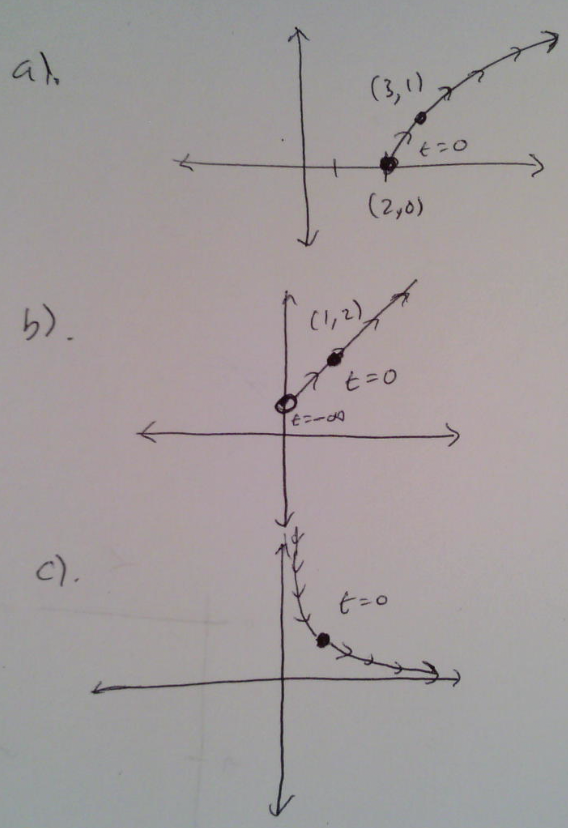 a).
(3,1)
t=0
(2,0)
b).
(1,2)
t=0
t=-∞
c).
t=0